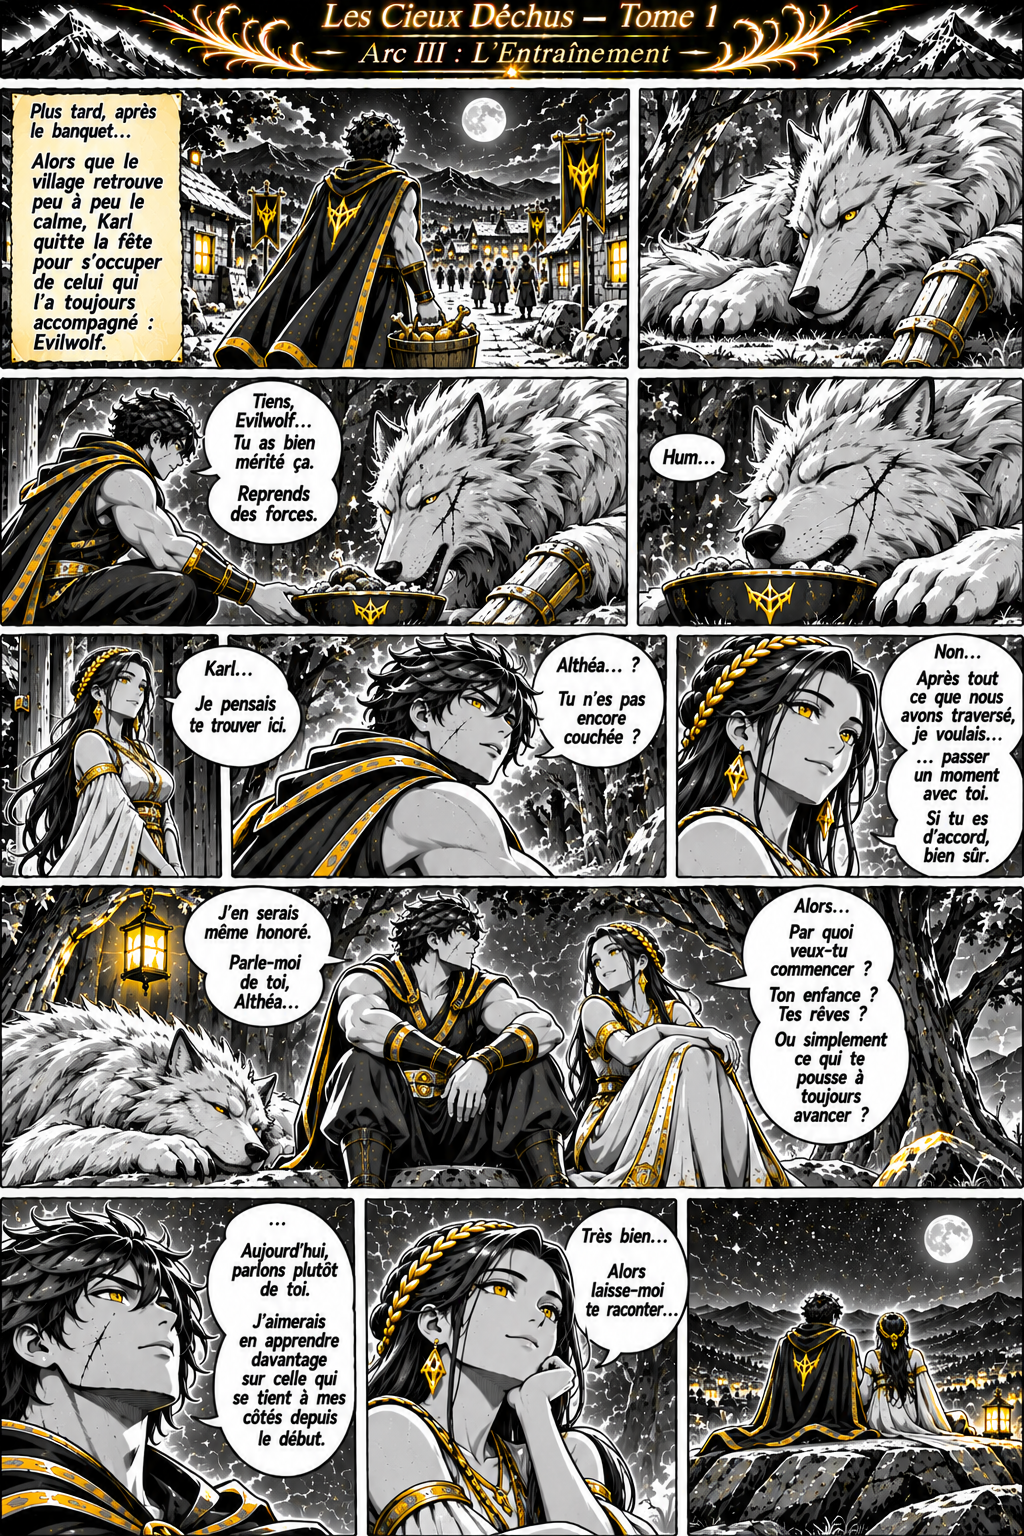 Les Cieux Déchus — Tome 1
Arc III : L'Entraînement
Plus tard, après
le banquet...
Alors que le
village retrouve
peu à peu le
calme, Karl
quitte la fête
pour s'occuper
de celui qui
l'a toujours
accompagné :
Evilwolf.
Tiens,
Evilwolf...
Tu as bien
mérité ça.
Reprends
des forces.
Hum...
Karl...
Je pensais
te trouver ici.
Althéa... ?
Tu n'es pas
encore
couchée ?
Non...
Après tout
ce que nous
avons traversé,
je voulais...
... passer
un moment
avec toi.
Si tu es
d'accord,
bien sûr.
J'en serais
même honoré.
Parle-moi
de toi,
Althéa...
Alors...
Par quoi
veux-tu
commencer ?
Ton enfance ?
Tes rêves ?
Ou simplement
ce qui te
pousse à
toujours
avancer ?
...
Aujourd'hui,
parlons plutôt
de toi.
J'aimerais
en apprendre
davantage
sur celle qui
se tient à mes
côtés depuis
le début.
Très bien...
Alors
laisse-moi
te raconter...